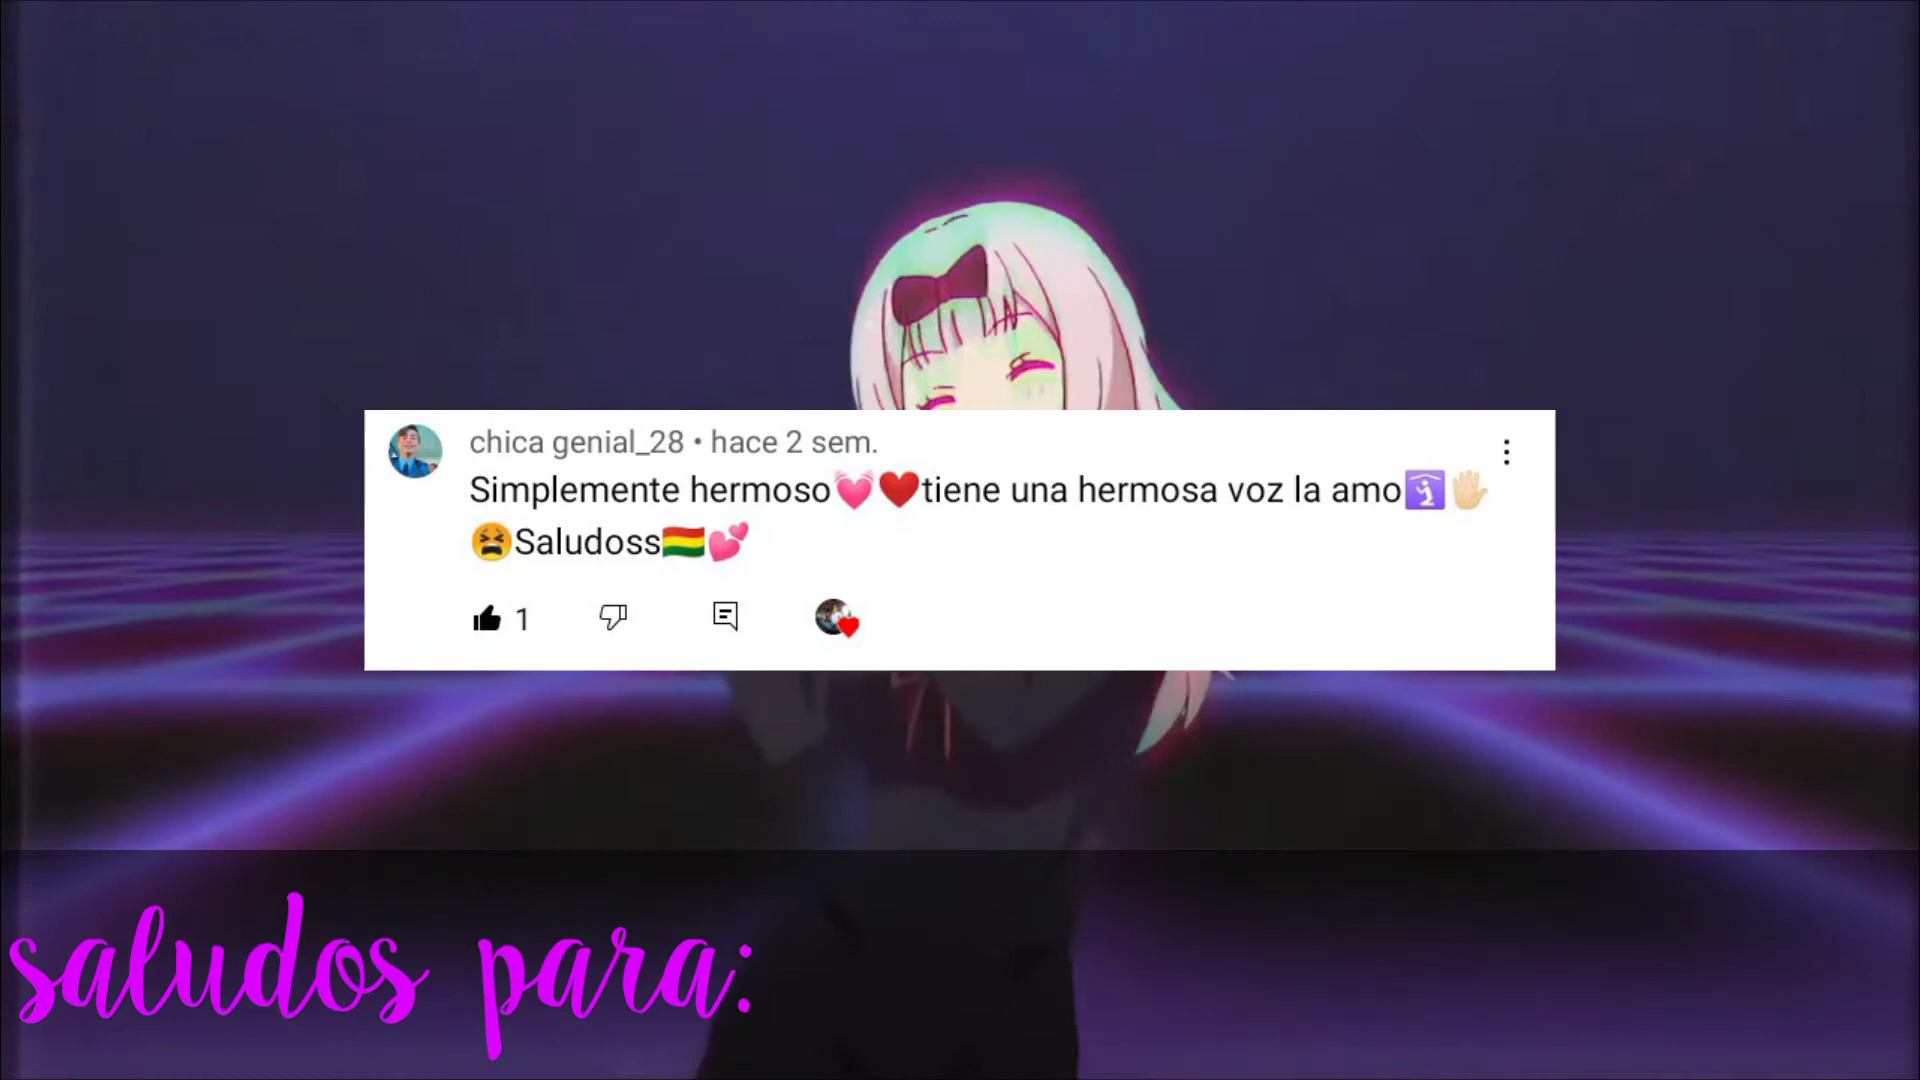 chica genial_28 • hace 2 sem.
Simplemente hermoso💓❤️tiene una hermosa voz la amo🛐🖐🏻
😫Saludoss🇧🇴💕
1
saludos para: